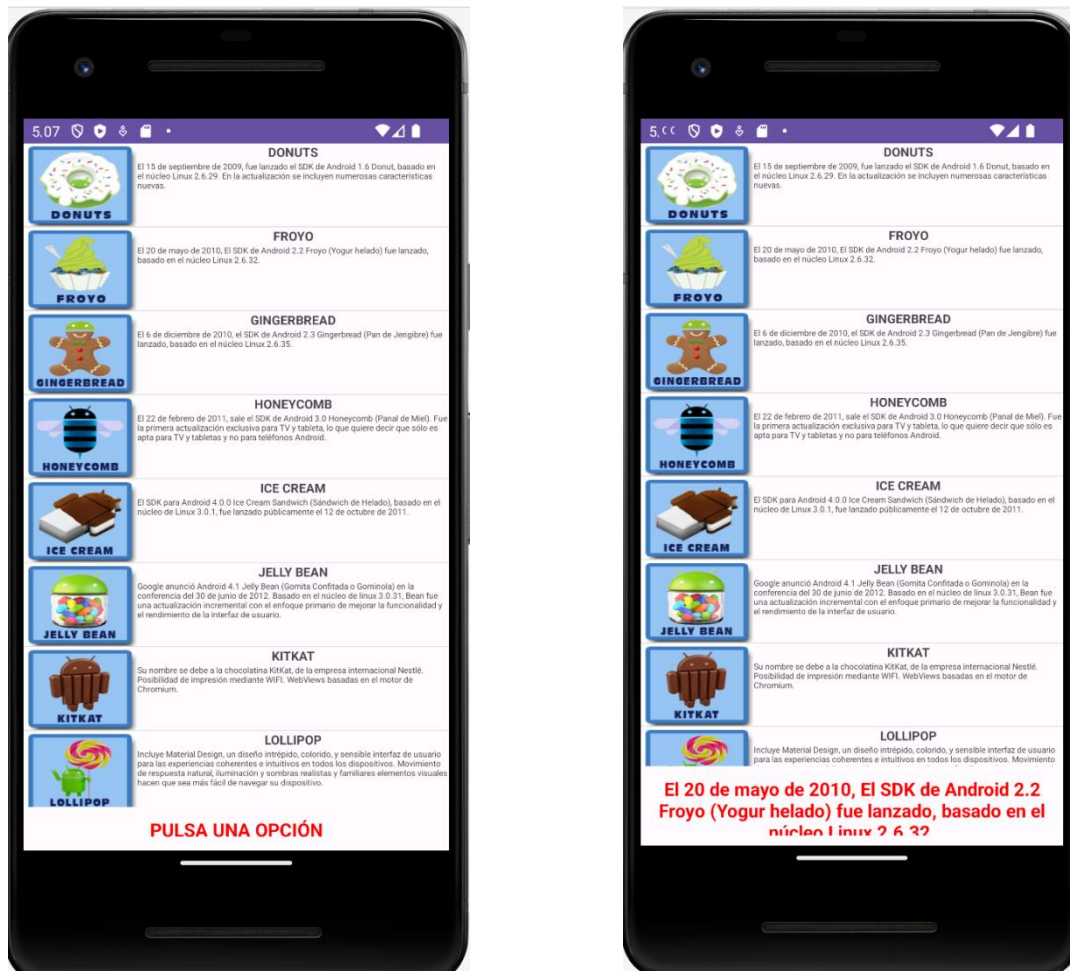 5.07
DONUTS
El 15 de septiembre de 2009, fue lanzado el SDK de Android 1.6 Donut, basado en
el núcleo Linux 2.6.29. En la actualización se incluyen numerosas características
nuevas.
DONUTS
FROYO
El 20 de mayo de 2010, El SDK de Android 2.2 Froyo (Yogur helado) fue lanzado,
basado en el núcleo Linux 2.6.32.
FROYO
GINGERBREAD
El 6 de diciembre de 2010, el SDK de Android 2.3 Gingerbread (Pan de Jengibre) fue
lanzado, basado en el núcleo Linux 2.6.35.
GINGERBREAD
HONEYCOMB
El 22 de febrero de 2011, sale el SDK de Android 3.0 Honeycomb (Panal de Miel). Fue
la primera actualización exclusiva para TV y tableta, lo que quiere decir que sólo es
apta para TV y tabletas y no para teléfonos Android.
HONEYCOMB
ICE CREAM
El SDK para Android 4.0.0 Ice Cream Sandwich (Sándwich de Helado), basado en el
núcleo de Linux 3.0.1, fue lanzado públicamente el 12 de octubre de 2011.
ICE CREAM
JELLY BEAN
Google anunció Android 4.1 Jelly Bean (Gomita Confitada o Gominola) en la
conferencia del 30 de junio de 2012. Basado en el núcleo de linux 3.0.31, Bean fue
una actualización incremental con el enfoque primario de mejorar la funcionalidad y
el rendimiento de la interfaz de usuario.
JELLY BEAN
KITKAT
Su nombre se debe a la chocolatina KitKat, de la empresa internacional Nestlé.
Posibilidad de impresión mediante WIFI. WebViews basadas en el motor de
Chromium.
KITKAT
LOLLIPOP
Incluye Material Design, un diseño intrépido, colorido, y sensible interfaz de usuario
para las experiencias coherentes e intuitivos en todos los dispositivos. Movimiento
de respuesta natural, iluminación y sombras realistas y familiares elementos visuales
hacen que sea más fácil de navegar su dispositivo.
LOLLIPOP
PULSA UNA OPCIÓN
DONUTS
El 15 de septiembre de 2009, fue lanzado el SDK de Android 1.6 Donut, basado en
el núcleo Linux 2.6.29. En la actualización se incluyen numerosas características
nuevas.
DONUTS
FROYO
El 20 de mayo de 2010, El SDK de Android 2.2 Froyo (Yogur helado) fue lanzado,
basado en el núcleo Linux 2.6.32.
FROYO
GINGERBREAD
El 6 de diciembre de 2010, el SDK de Android 2.3 Gingerbread (Pan de Jengibre) fue
lanzado, basado en el núcleo Linux 2.6.35.
GINGERBREAD
HONEYCOMB
El 22 de febrero de 2011, sale el SDK de Android 3.0 Honeycomb (Panal de Miel). Fue
la primera actualización exclusiva para TV y tableta, lo que quiere decir que sólo es
apta para TV y tabletas y no para teléfonos Android.
HONEYCOMB
ICE CREAM
El SDK para Android 4.0.0 Ice Cream Sandwich (Sándwich de Helado), basado en el
núcleo de Linux 3.0.1, fue lanzado públicamente el 12 de octubre de 2011.
ICE CREAM
JELLY BEAN
Google anunció Android 4.1 Jelly Bean (Gomita Confitada o Gominola) en la
conferencia del 30 de junio de 2012. Basado en el núcleo de linux 3.0.31, Bean fue
una actualización incremental con el enfoque primario de mejorar la funcionalidad y
el rendimiento de la interfaz de usuario.
JELLY BEAN
KITKAT
Su nombre se debe a la chocolatina KitKat, de la empresa internacional Nestlé.
Posibilidad de impresión mediante WIFI. WebViews basadas en el motor de
Chromium.
KITKAT
LOLLIPOP
Incluye Material Design, un diseño intrépido, colorido, y sensible interfaz de usuario
para las experiencias coherentes e intuitivos en todos los dispositivos. Movimiento
El 20 de mayo de 2010, El SDK de Android 2.2
Froyo (Yogur helado) fue lanzado, basado en el
núcleo Linux 2.6.32